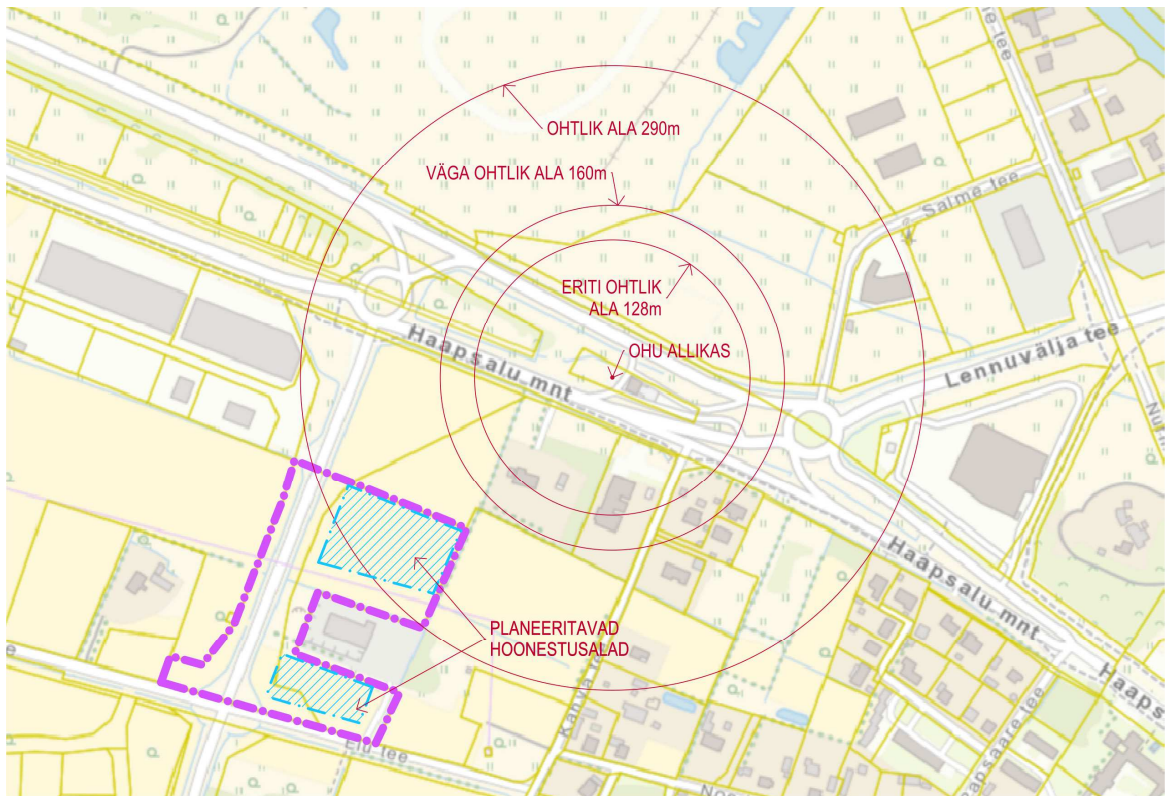 OHTLIK ALA 290m
VÄGA OHTLIK ALA 160m
Salme tee
ERITI OHTLIK
ALA 128m
Haapsalu mnt
OHU ALLIKAS
Lennuvälja tee
Haapsalu mnt
PLANEERITAVAD
HOONESTUSALAD
Elu tee